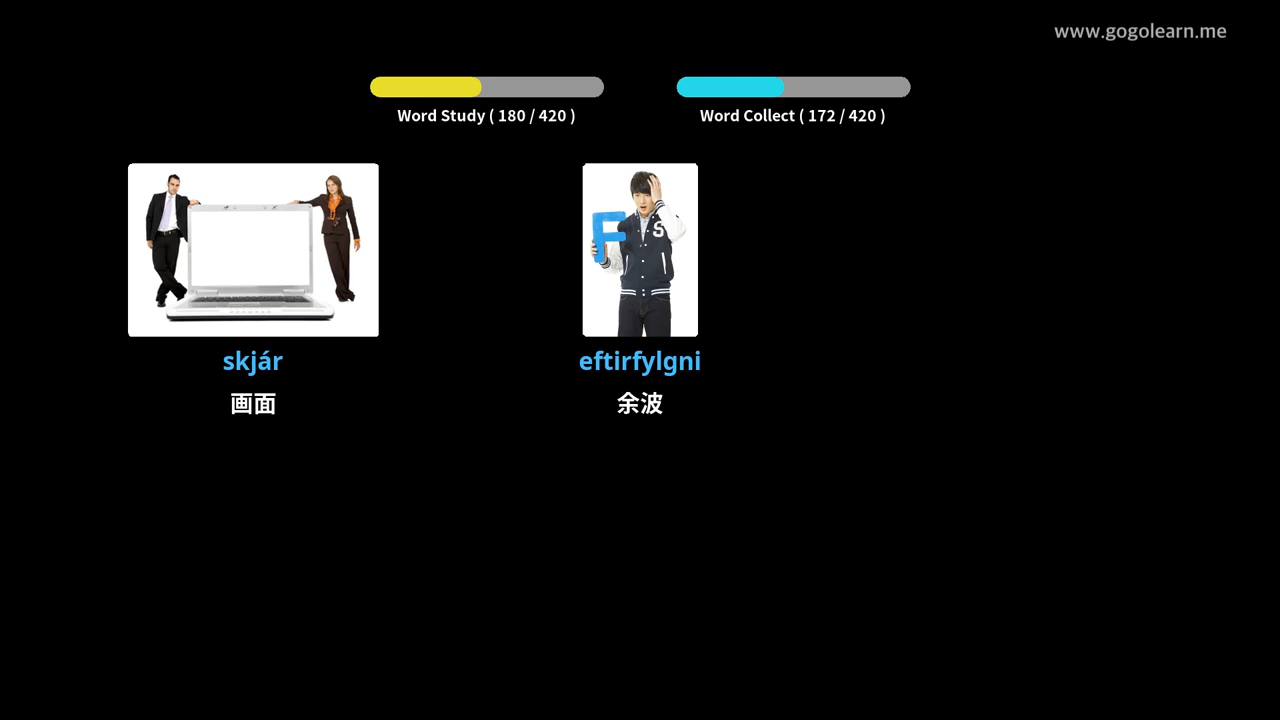 www.gogolearn.me
Word Study ( 180 / 420 )
Word Collect ( 172 / 420 )
F
S
skjár
eftirfylgni
画面
余波